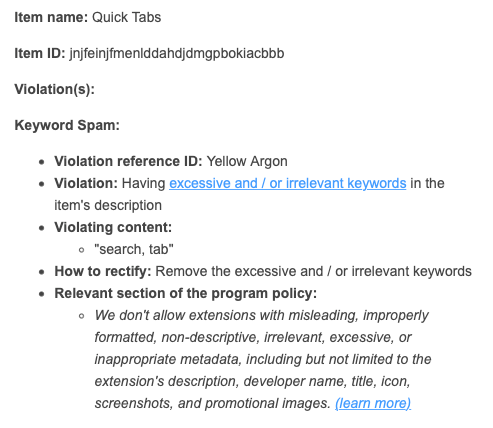 Item name: Quick Tabs
Item ID: jnjfeinjfmenlddahdjdmgpbokiacbbb
Violation(s):
Keyword Spam:
• Violation reference ID: Yellow Argon
• Violation: Having excessive and / or irrelevant keywords in the
item's description
• Violating content:
◦ "search, tab"
• How to rectify: Remove the excessive and / or irrelevant keywords
• Relevant section of the program policy:
◦ We don't allow extensions with misleading, improperly
formatted, non-descriptive, irrelevant, excessive, or
inappropriate metadata, including but not limited to the
extension's description, developer name, title, icon,
screenshots, and promotional images. (learn more)